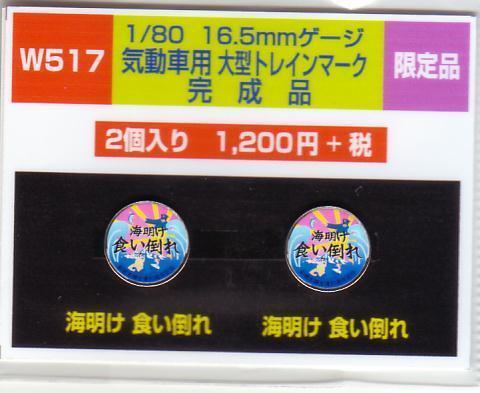 W517
1/80 16.5mmゲージ
気動車用 大型トレインマーク
完成品
限定品
2個入り 1,200円+税
海明け
食い倒れ
海明け
食い倒れ
海明け 食い倒れ
海明け 食い倒れ